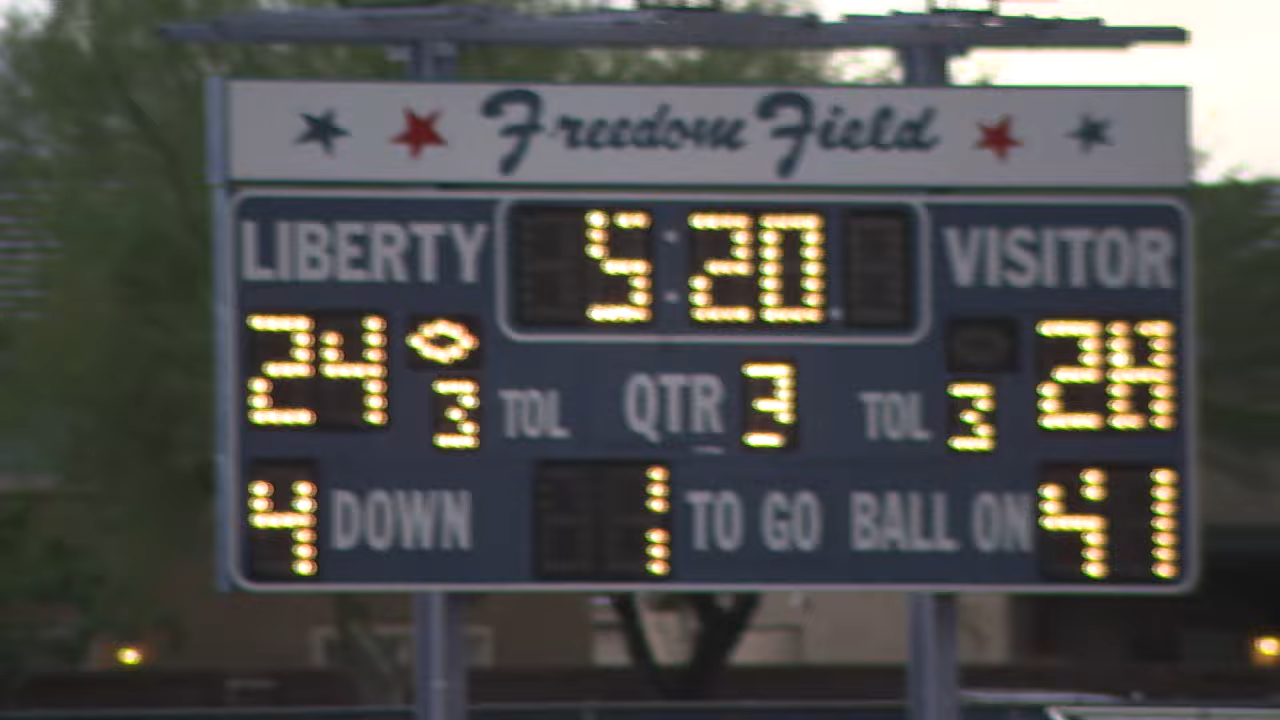 Freedom Field
LIBERTY 5:20 VISITOR
24 3 TOL QTR 3 TOL 3 28
4 DOWN 1 TO GO BALL ON 41